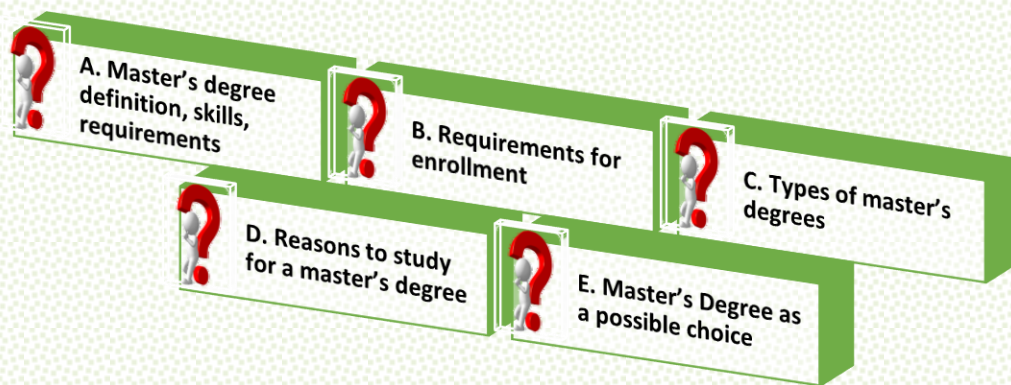 A. Master's degree
definition, skills,
requirements
B. Requirements for
enrollment
C. Types of master's
degrees
D. Reasons to study
for a master's degree
E. Master's Degree as
a possible choice